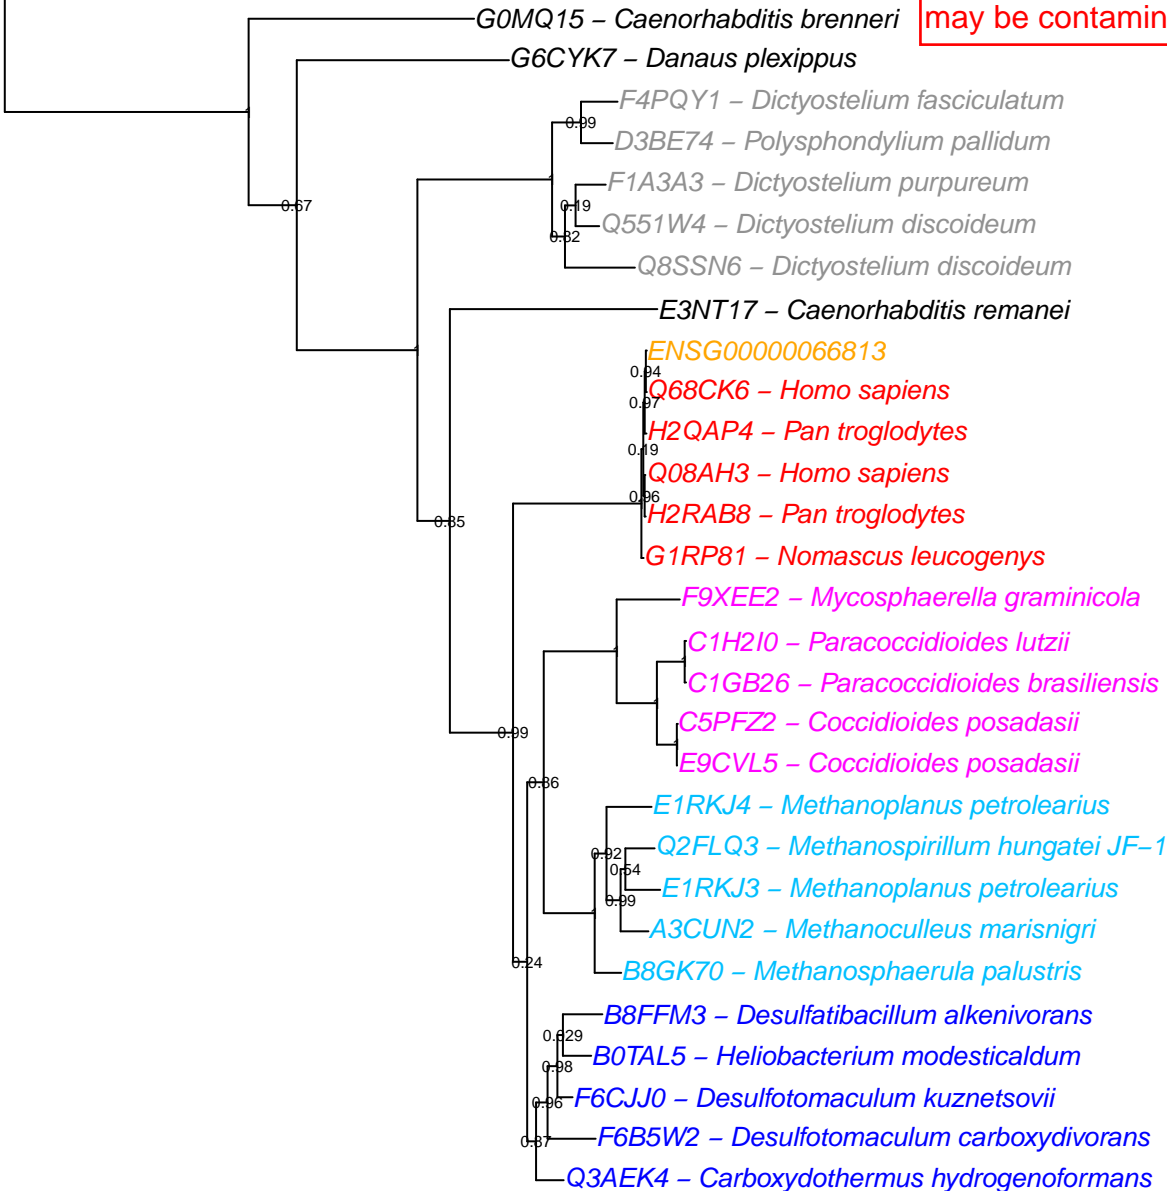 G0MQ15 – Caenorhabditis brenneri
may be contamin
G6CYK7 – Danaus plexippus
F4PQY1 – Dictyostelium fasciculatum
0.99
D3BE74 – Polysphondylium pallidum
F1A3A3 – Dictyostelium purpureum
0.67
0.19
Q551W4 – Dictyostelium discoideum
0.82
Q8SSN6 – Dictyostelium discoideum
E3NT17 – Caenorhabditis remanei
ENSG00000066813
0.94
Q68CK6 – Homo sapiens
0.97
H2QAP4 – Pan troglodytes
0.19
Q08AH3 – Homo sapiens
0.96
H2RAB8 – Pan troglodytes
0.85
G1RP81 – Nomascus leucogenys
F9XEE2 – Mycosphaerella graminicola
C1H2I0 – Paracoccidioides lutzii
C1GB26 – Paracoccidioides brasiliensis
C5PFZ2 – Coccidioides posadasii
0.99
E9CVL5 – Coccidioides posadasii
0.86
E1RKJ4 – Methanoplanus petrolearius
Q2FLQ3 – Methanospirillum hungatei JF–1
0.92
0.54
E1RKJ3 – Methanoplanus petrolearius
0.99
A3CUN2 – Methanoculleus marisnigri
0.24
B8GK70 – Methanosphaerula palustris
B8FFM3 – Desulfatibacillum alkenivorans
0.029
B0TAL5 – Heliobacterium modesticaldum
0.98
F6CJJ0 – Desulfotomaculum kuznetsovii
0.96
F6B5W2 – Desulfotomaculum carboxydivorans
0.87
Q3AEK4 – Carboxydothermus hydrogenoformans